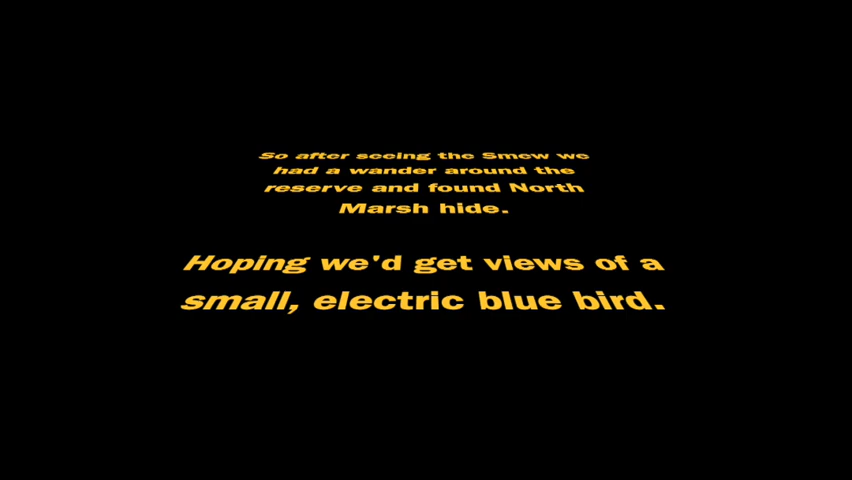 So after seeing the Smew we
had a wander around the
reserve and found North
Marsh hide.
Hoping we'd get views of a
small, electric blue bird.